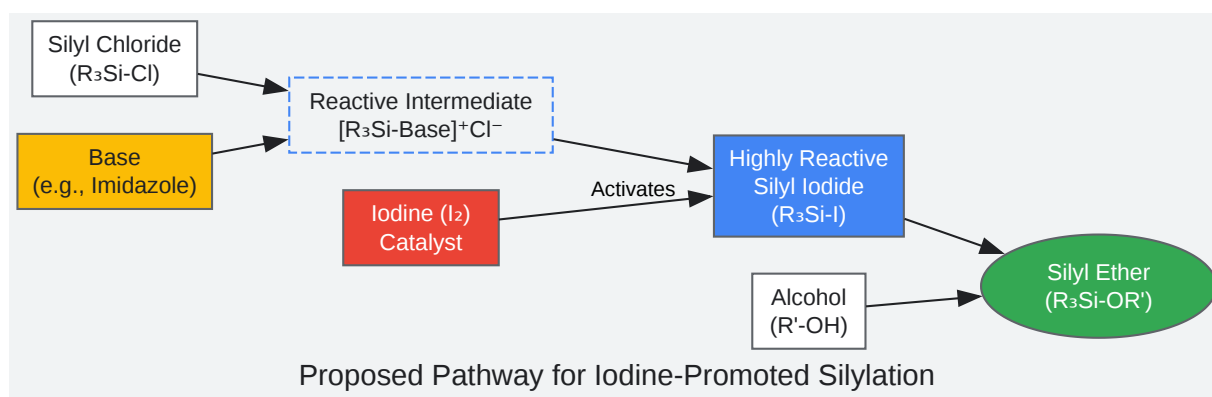 Silyl Chloride
(R₃Si-Cl)
Base
(e.g., Imidazole)
Reactive Intermediate
[R₃Si-Base]⁺Cl⁻
Iodine (I₂)
Catalyst
Activates
Highly Reactive
Silyl Iodide
(R₃Si-I)
Alcohol
(R'-OH)
Silyl Ether
(R₃Si-OR')
Proposed Pathway for Iodine-Promoted Silylation